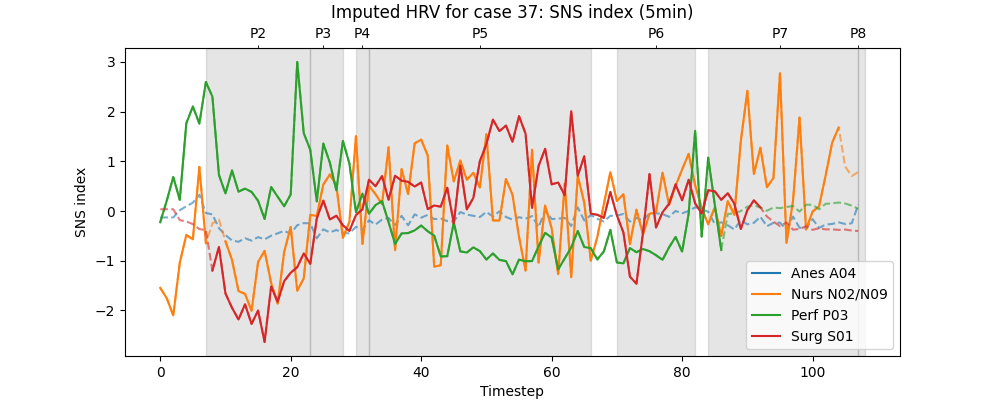 Imputed HRV for case 37: SNS index (5min)
P2 P3 P4 P5 P6 P7 P8
3
2
1
0
−1
−2
SNS index
0 20 40 60 80 100
Timestep
Anes A04
Nurs N02/N09
Perf P03
Surg S01